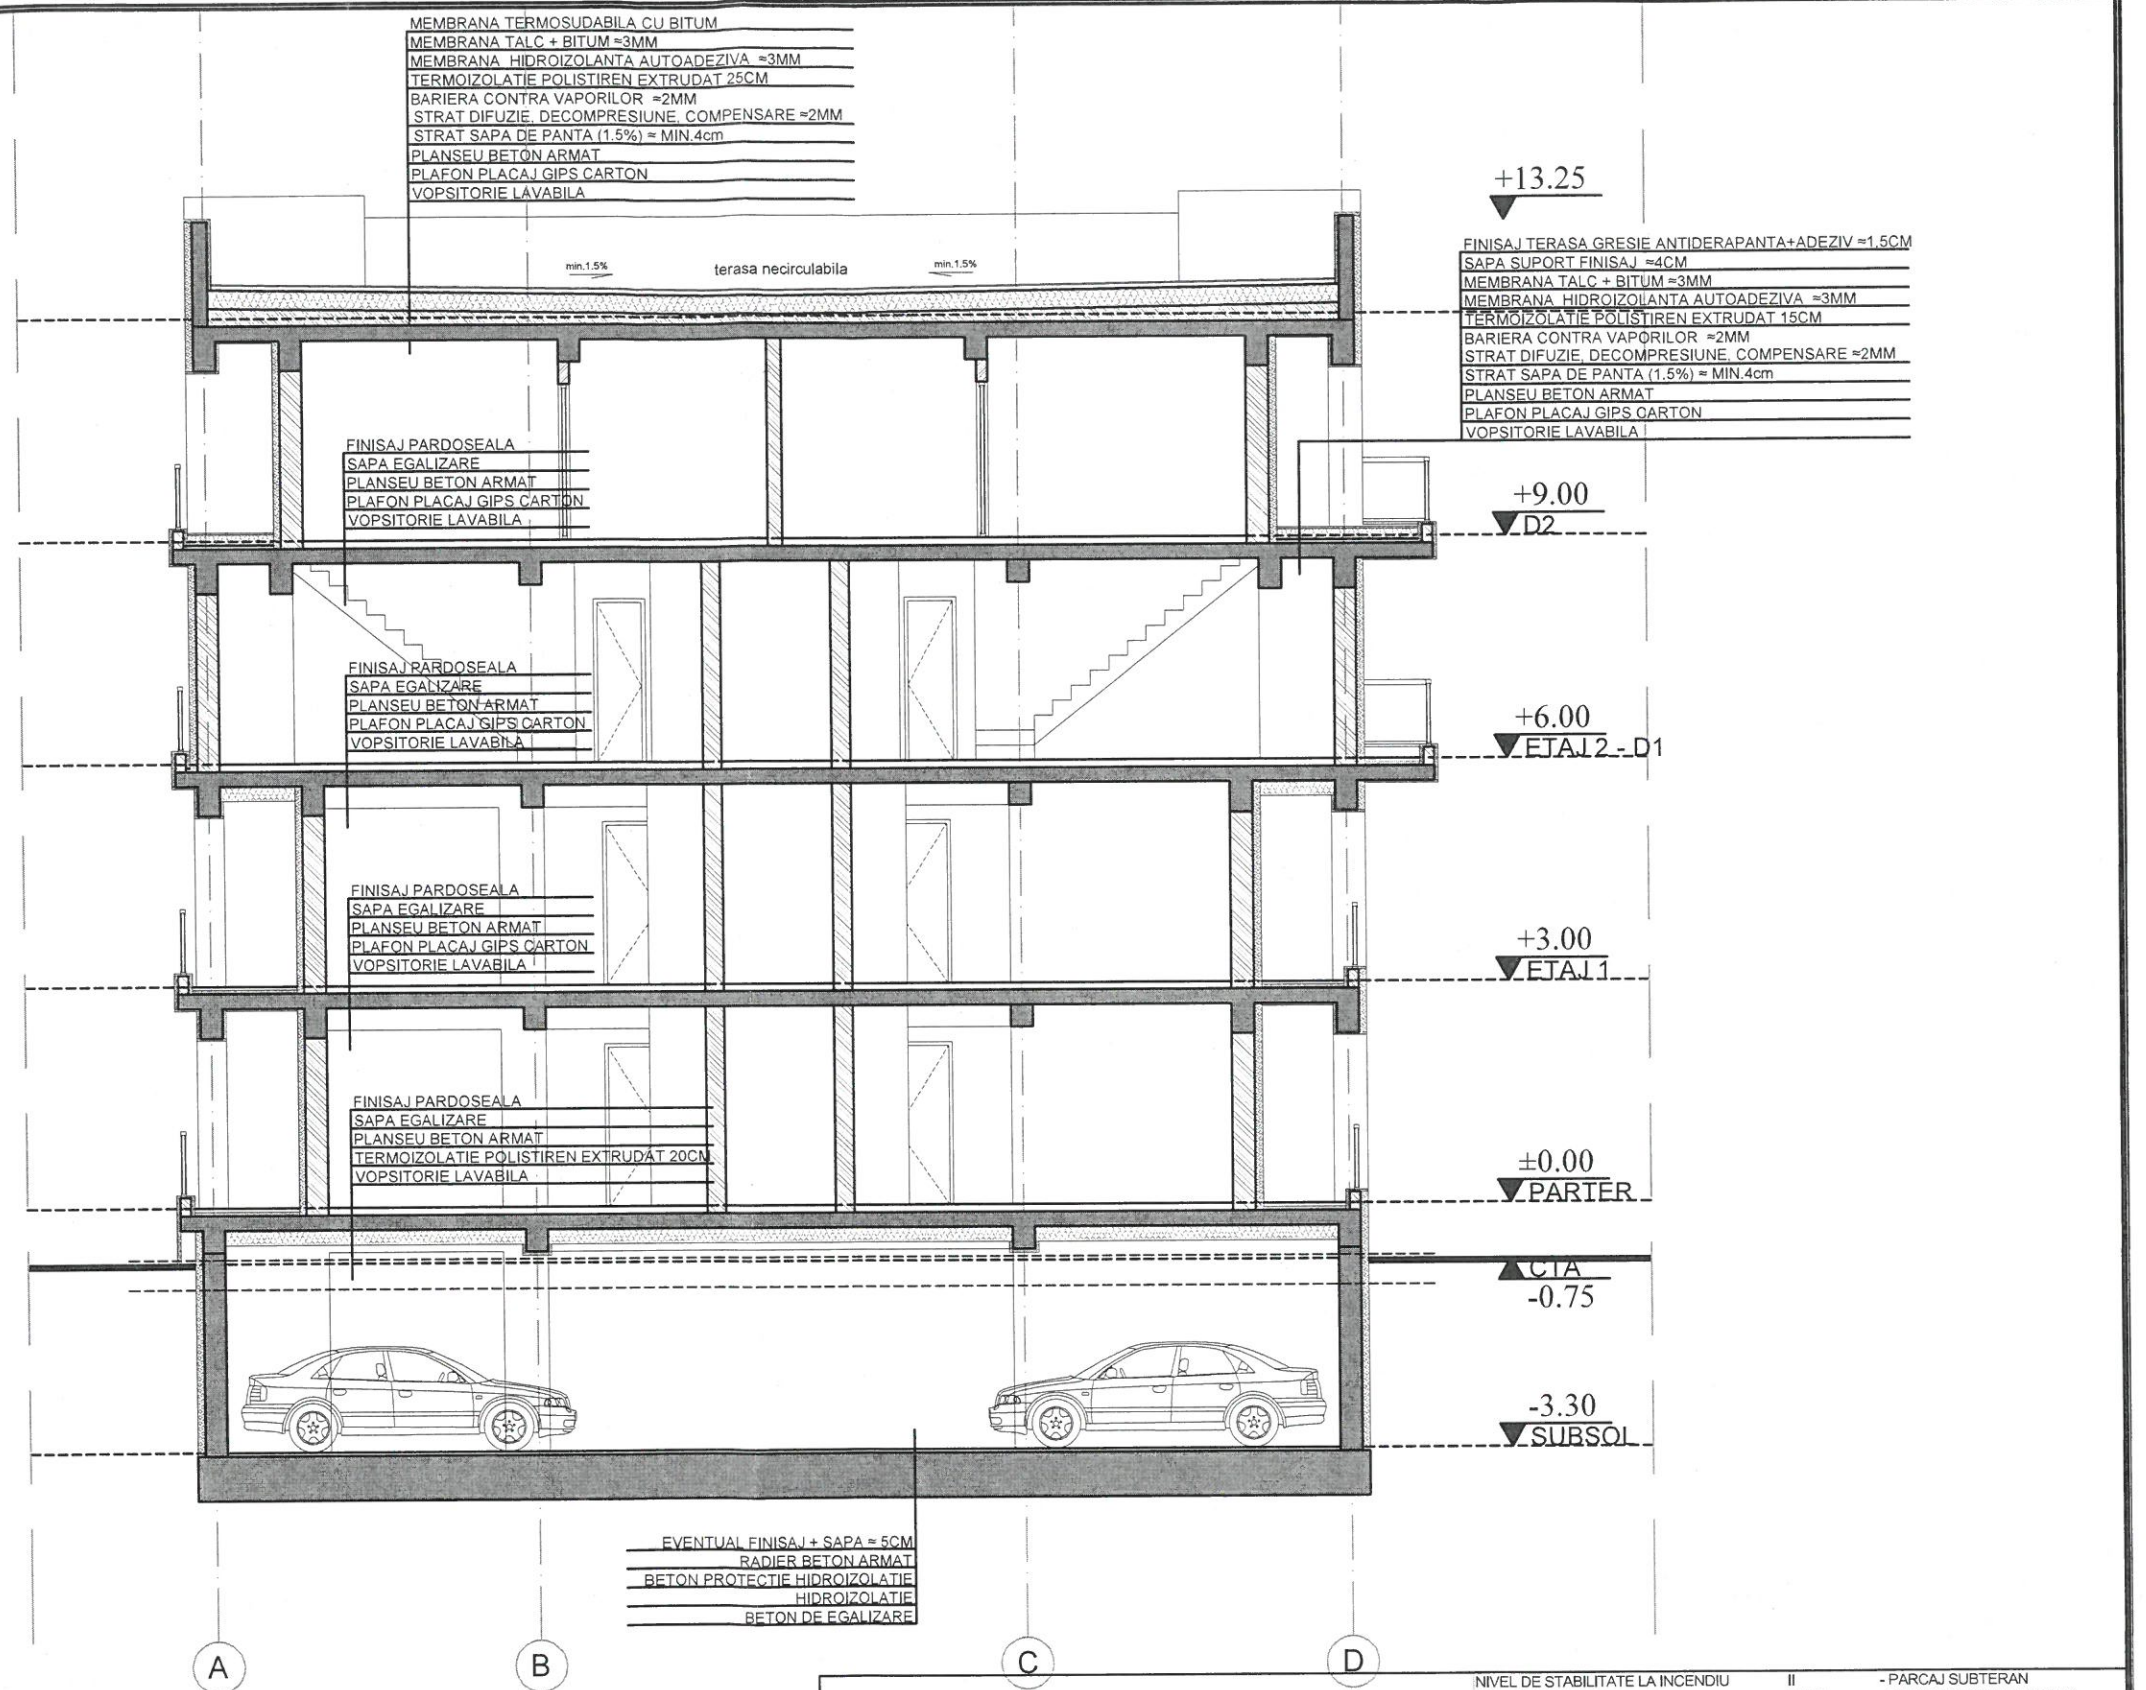 MEMBRANA TERMOSUDABILA CU BITUM
MEMBRANA TALC + BITUM ≈3MM
MEMBRANA HIDROIZOLANTA AUTOADEZIVA ≈3MM
TERMOIZOLATIE POLISTIREN EXTRUDAT 25CM
BARIERA CONTRA VAPORILOR ≈2MM
STRAT DIFUZIE, DECOMPRESIUNE, COMPENSARE ≈2MM
STRAT SAPA DE PANTA (1.5%) ≈ MIN.4cm
PLANSEU BETON ARMAT
PLAFON PLACAJ GIPS CARTON
VOPSITORIE LAVABILA
+13.25
FINISAJ TERASA GRESIE ANTIDERAPANTA+ADEZIV ≈1,5CM
SAPA SUPORT FINISAJ ≈4CM
MEMBRANA TALC + BITUM ≈3MM
MEMBRANA HIDROIZOLANTA AUTOADEZIVA ≈3MM
TERMOIZOLATIE POLISTIREN EXTRUDAT 15CM
BARIERA CONTRA VAPORILOR ≈2MM
STRAT DIFUZIE, DECOMPRESIUNE, COMPENSARE ≈2MM
STRAT SAPA DE PANTA (1.5%) ≈ MIN.4cm
PLANSEU BETON ARMAT
PLAFON PLACAJ GIPS CARTON
VOPSITORIE LAVABILA
min.1.5%
terasa necirculabila
min.1.5%
FINISAJ PARDOSEALA
SAPA EGALIZARE
PLANSEU BETON ARMAT
PLAFON PLACAJ GIPS CARTON
VOPSITORIE LAVABILA
+9.00
D2
FINISAJ PARDOSEALA
SAPA EGALIZARE
PLANSEU BETON ARMAT
PLAFON PLACAJ GIPS CARTON
VOPSITORIE LAVABILA
+6.00
ETAJ 2 - D1
FINISAJ PARDOSEALA
SAPA EGALIZARE
PLANSEU BETON ARMAT
PLAFON PLACAJ GIPS CARTON
VOPSITORIE LAVABILA
+3.00
ETAJ 1
FINISAJ PARDOSEALA
SAPA EGALIZARE
PLANSEU BETON ARMAT
TERMOIZOLATIE POLISTIREN EXTRUDAT 20CM
VOPSITORIE LAVABILA
±0.00
PARTER
CTA
-0.75
-3.30
SUBSOL
EVENTUAL FINISAJ + SAPA ≈ 5CM
RADIER BETON ARMAT
BETON PROTECTIE HIDROIZOLATIE
HIDROIZOLATIE
BETON DE EGALIZARE
A B C D
NIVEL DE STABILITATE LA INCENDIU II - PARCAJ SUBTERAN